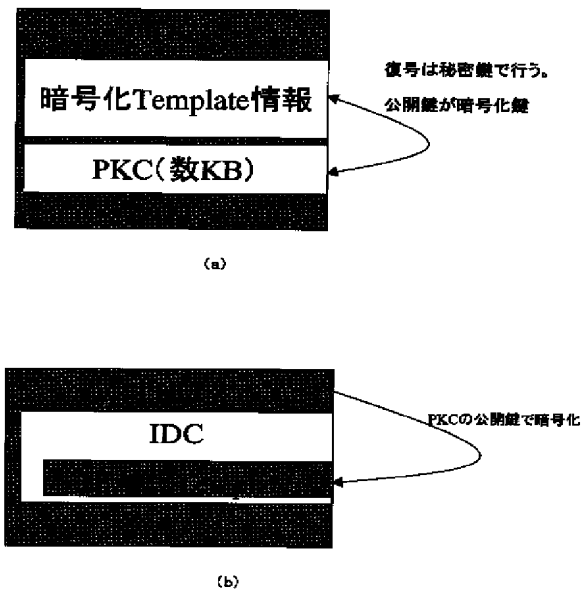 復号は秘密鍵で行う。
暗号化Template情報
公開鍵が暗号化鍵
PKC(数KB)
(a)
IDC
PKCの公開鍵で暗号化
(b)